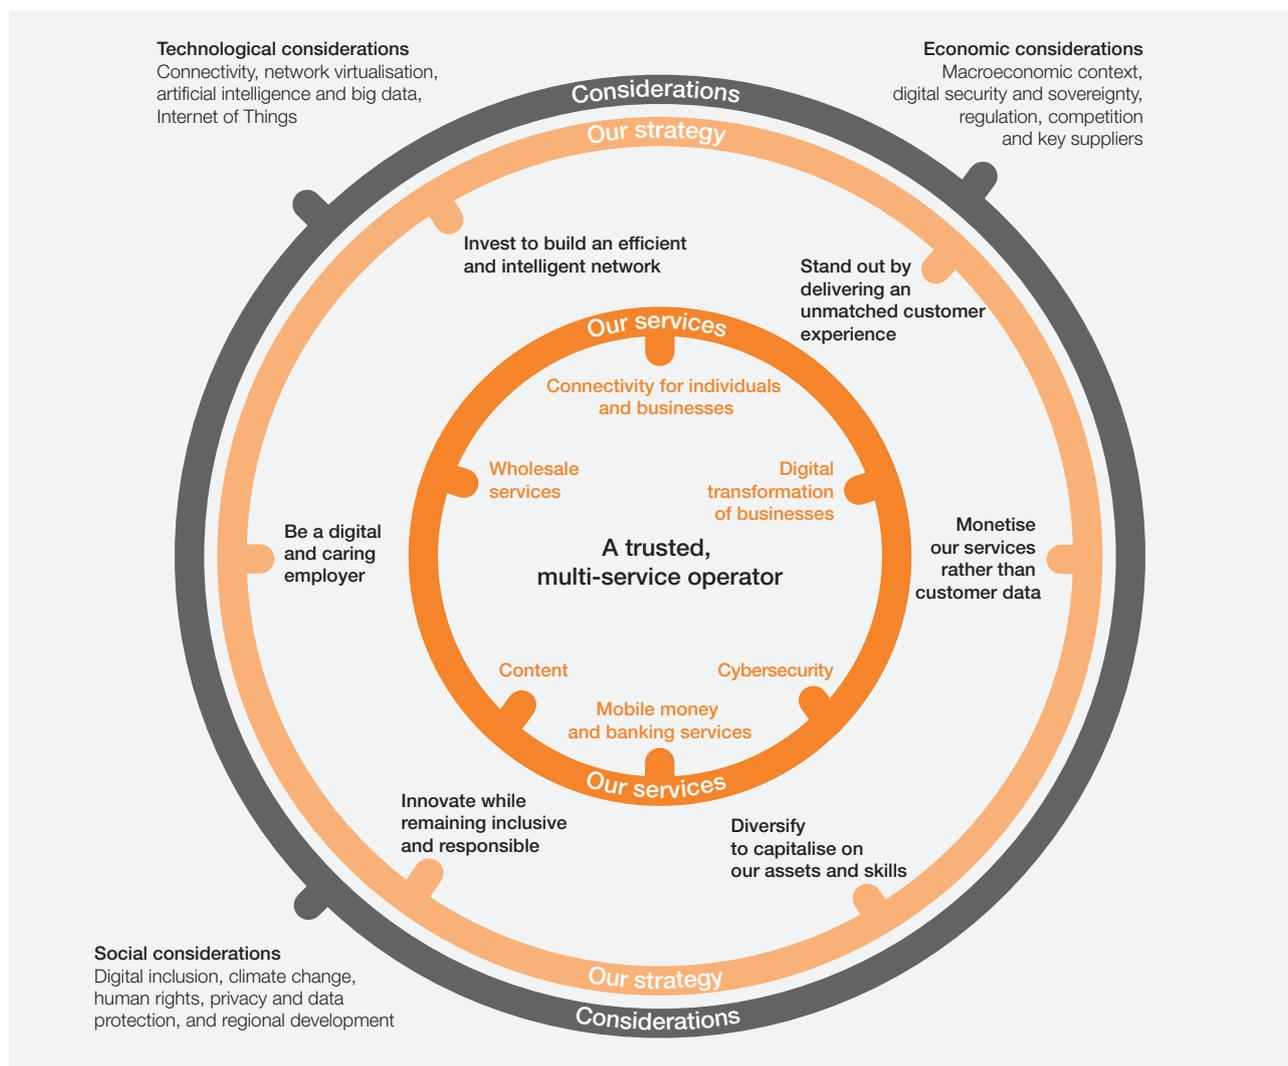 Technological considerations
Connectivity, network virtualisation,
artificial intelligence and big data,
Internet of Things
Economic considerations
Macroeconomic context,
digital security and sovereignty,
regulation, competition
and key suppliers
Considerations
Our strategy
Invest to build an efficient
and intelligent network
Stand out by
delivering an
unmatched customer
experience
Our services
Connectivity for individuals
and businesses
Wholesale
services
Digital
transformation
of businesses
Be a digital
and caring
employer
A trusted,
multi-service operator
Monetise
our services
rather than
customer data
Content
Cybersecurity
Mobile money
and banking services
Our services
Innovate while
remaining inclusive
and responsible
Diversify
to capitalise on
our assets and skills
Social considerations
Digital inclusion, climate change,
human rights, privacy and data
protection, and regional development
Our strategy
Considerations